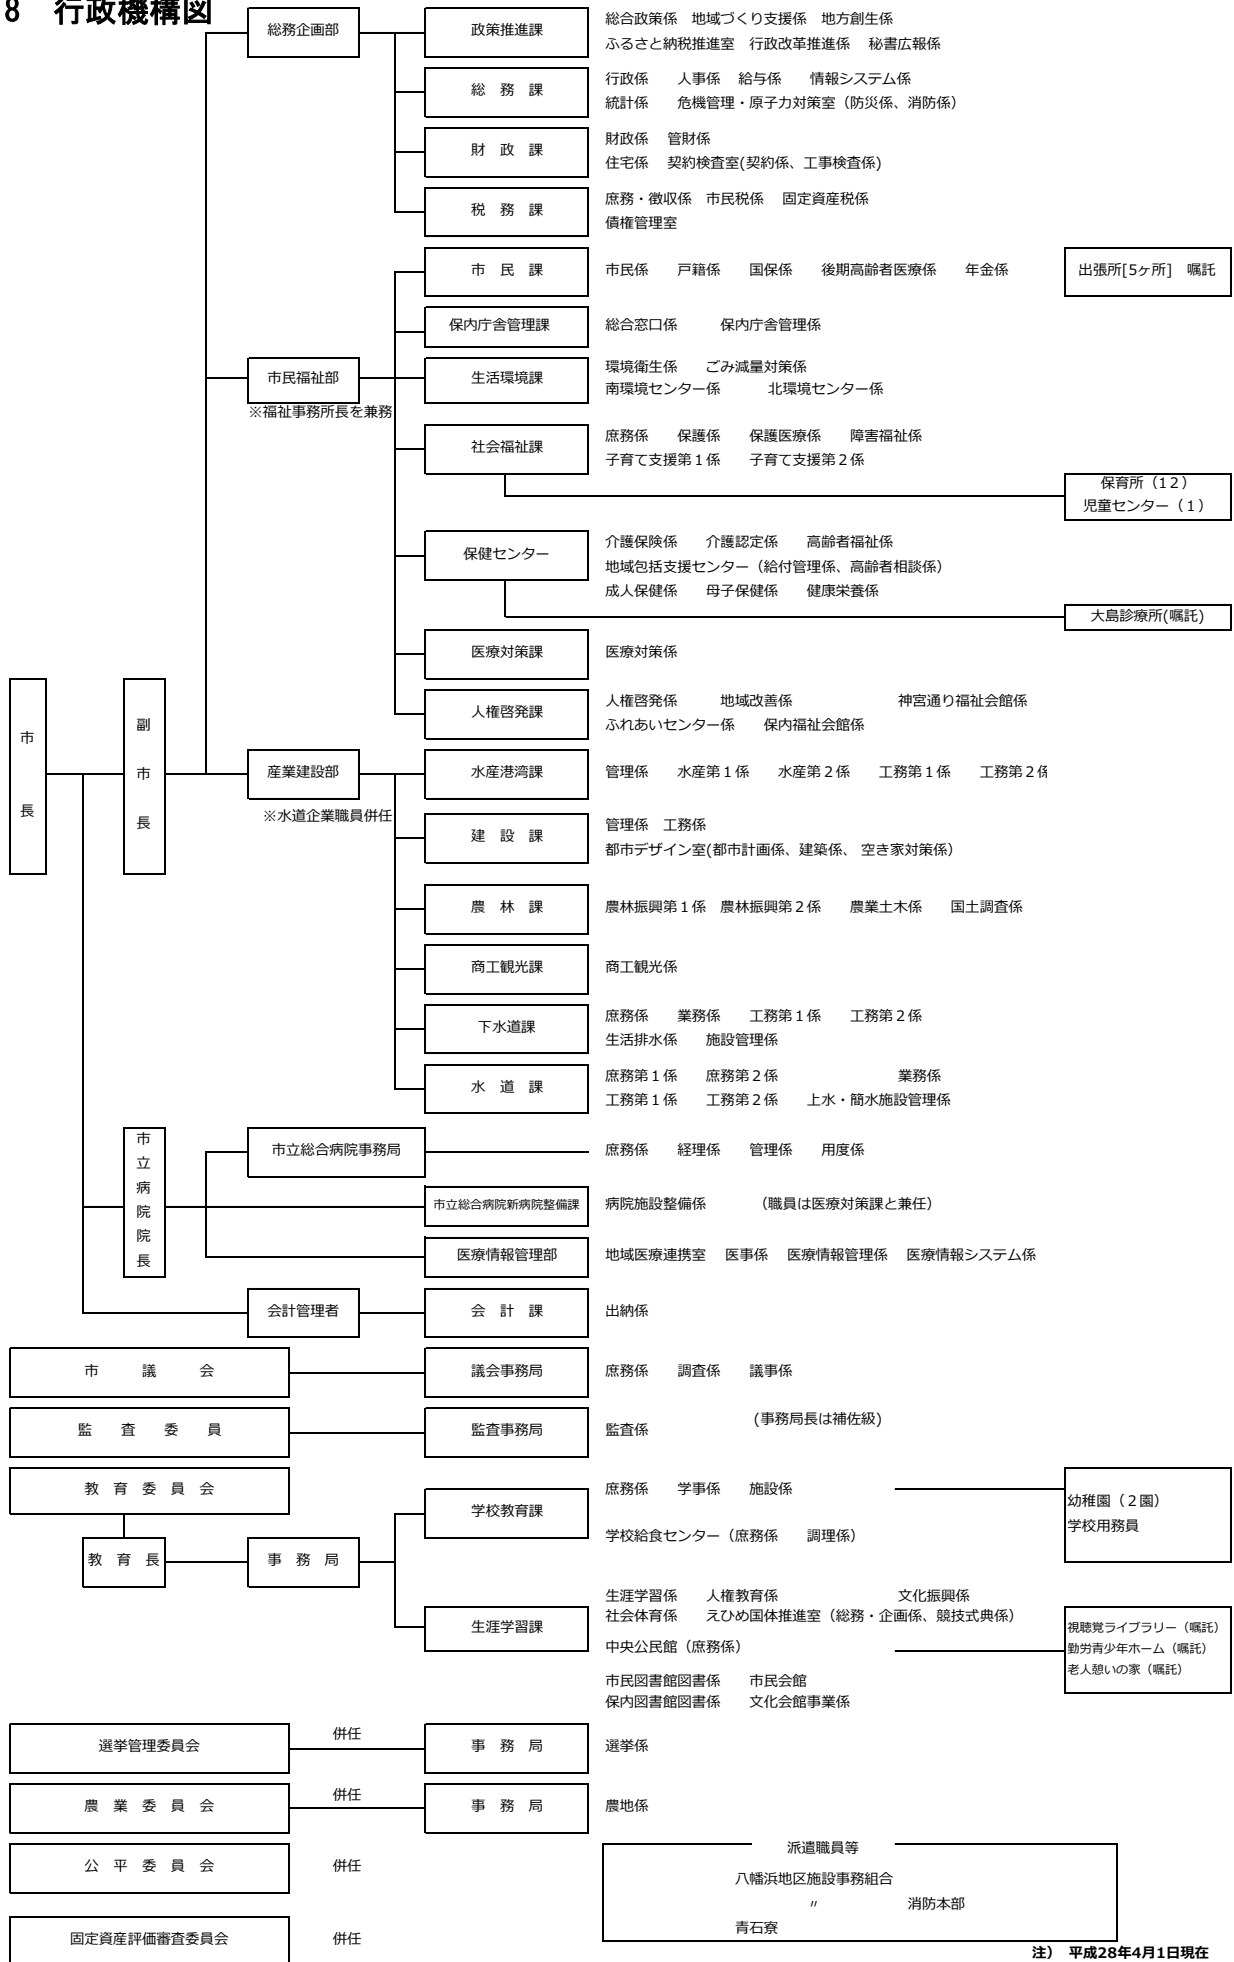 8 行政機構図
総務企画部
政策推進課
総合政策係 地域づくり支援係 地方創生係
ふるさと納税推進室 行政改革推進係 秘書広報係
総 務 課
行政係 人事係 給与係 情報システム係
統計係 危機管理・原子力対策室（防災係、消防係）
財 政 課
財政係 管財係
住宅係 契約検査室(契約係、工事検査係)
税 務 課
庶務・徴収係 市民税係 固定資産税係
債権管理室
市 民 課
市民係 戸籍係 国保係 後期高齢者医療係 年金係
出張所[5ヶ所] 嘱託
保内庁舎管理課
総合窓口係 保内庁舎管理係
市民福祉部
※福祉事務所長を兼務
生活環境課
環境衛生係 ごみ減量対策係
南環境センター係 北環境センター係
社会福祉課
庶務係 保護係 保護医療係 障害福祉係
子育て支援第１係 子育て支援第２係
保育所（1２）
児童センター（１）
保健センター
介護保険係 介護認定係 高齢者福祉係
地域包括支援センター（給付管理係、高齢者相談係）
成人保健係 母子保健係 健康栄養係
大島診療所(嘱託)
医療対策課
医療対策係
人権啓発課
人権啓発係 地域改善係 神宮通り福祉会館係
ふれあいセンター係 保内福祉会館係
市長
副市長
産業建設部
※水道企業職員併任
水産港湾課
管理係 水産第１係 水産第２係 工務第１係 工務第２係
建 設 課
管理係 工務係
都市デザイン室(都市計画係、建築係、 空き家対策係）
農 林 課
農林振興第１係 農林振興第２係 農業土木係 国土調査係
商工観光課
商工観光係
下水道課
庶務係 業務係 工務第１係 工務第２係
生活排水係 施設管理係
水 道 課
庶務第１係 庶務第２係 業務係
工務第１係 工務第２係 上水・簡水施設管理係
市立病院院長
市立総合病院事務局
庶務係 経理係 管理係 用度係
市立総合病院新病院整備課
病院施設整備係 （職員は医療対策課と兼任）
医療情報管理部
地域医療連携室 医事係 医療情報管理係 医療情報システム係
会計管理者
会 計 課
出納係
市 議 会
議会事務局
庶務係 調査係 議事係
監 査 委 員
監査事務局
監査係 (事務局長は補佐級)
教 育 委 員 会
教 育 長
事 務 局
学校教育課
庶務係 学事係 施設係
学校給食センター（庶務係 調理係）
幼稚園（２園）
学校用務員
生涯学習課
生涯学習係 人権教育係 文化振興係
社会体育係 えひめ国体推進室（総務・企画係、競技式典係）
中央公民館（庶務係）
市民図書館図書係 市民会館
保内図書館図書係 文化会館事業係
視聴覚ライブラリー（嘱託）
勤労青少年ホーム（嘱託）
老人憩いの家（嘱託）
選挙管理委員会
併任
事 務 局
選挙係
農 業 委 員 会
併任
事 務 局
農地係
公 平 委 員 会
併任
固定資産評価審査委員会
併任
派遣職員等
八幡浜地区施設事務組合
〃 消防本部
青石寮
注） 平成28年4月1日現在